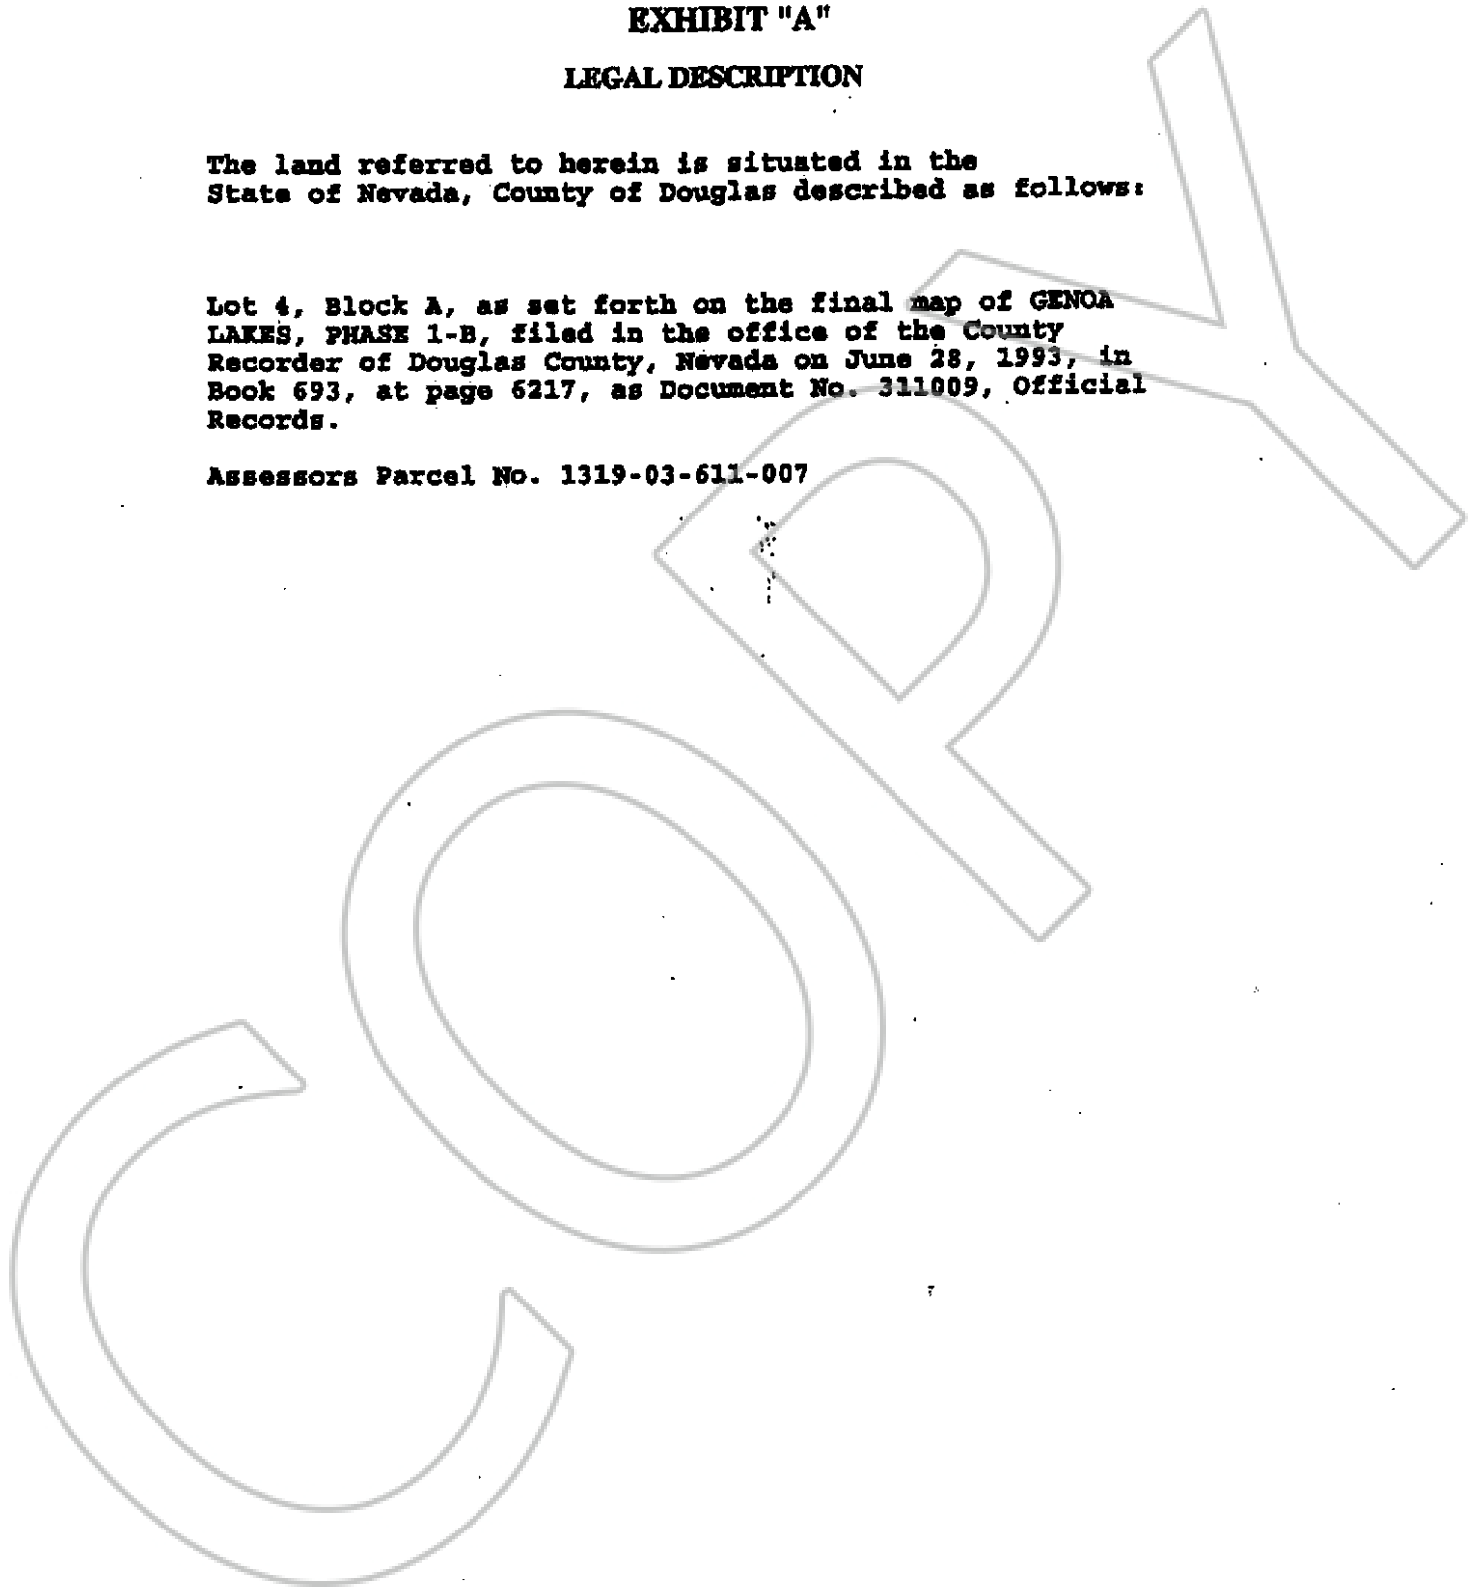 EXHIBIT "A"
LEGAL DESCRIPTION
The land referred to herein is situated in the
State of Nevada, County of Douglas described as follows:
Lot 4, Block A, as set forth on the final map of GENOA
LAKES, PHASE 1-B, filed in the office of the County
Recorder of Douglas County, Nevada on June 28, 1993, in
Book 693, at page 6217, as Document No. 311009, Official
Records.
Assessors Parcel No. 1319-03-611-007
COPY